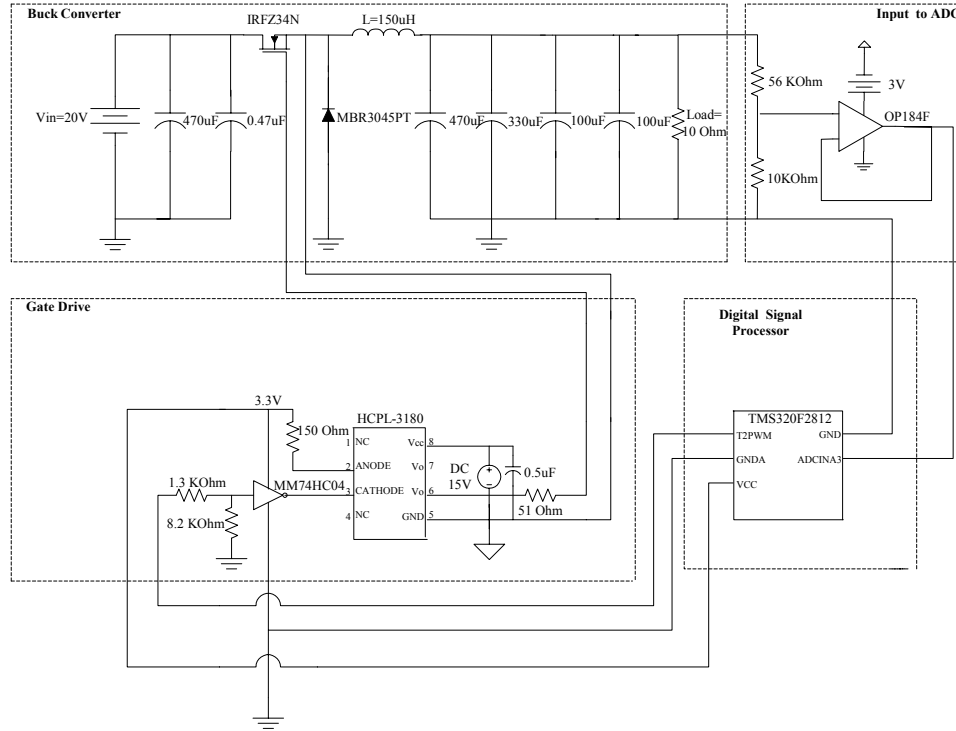 Buck Converter
IRFZ34N
L=150uH
Input to ADC
Vin=20V
470uF
0.47uF
MBR3045PT
470uF
330uF
100uF
100uF
Load=
10 Ohm
56 KOhm
3V
OP184F
10KOhm
Gate Drive
Digital Signal
Processor
3.3V
HCPL-3180
150 Ohm
1 NC
Vcc 8
2 ANODE
Vo 7
3 CATHODE
Vo 6
4 NC
GND 5
DC
15V
0.5uF
51 Ohm
1.3 KOhm
MM74HC04
8.2 KOhm
TMS320F2812
T2PWM
GND
GNDA
ADCINA3
VCC